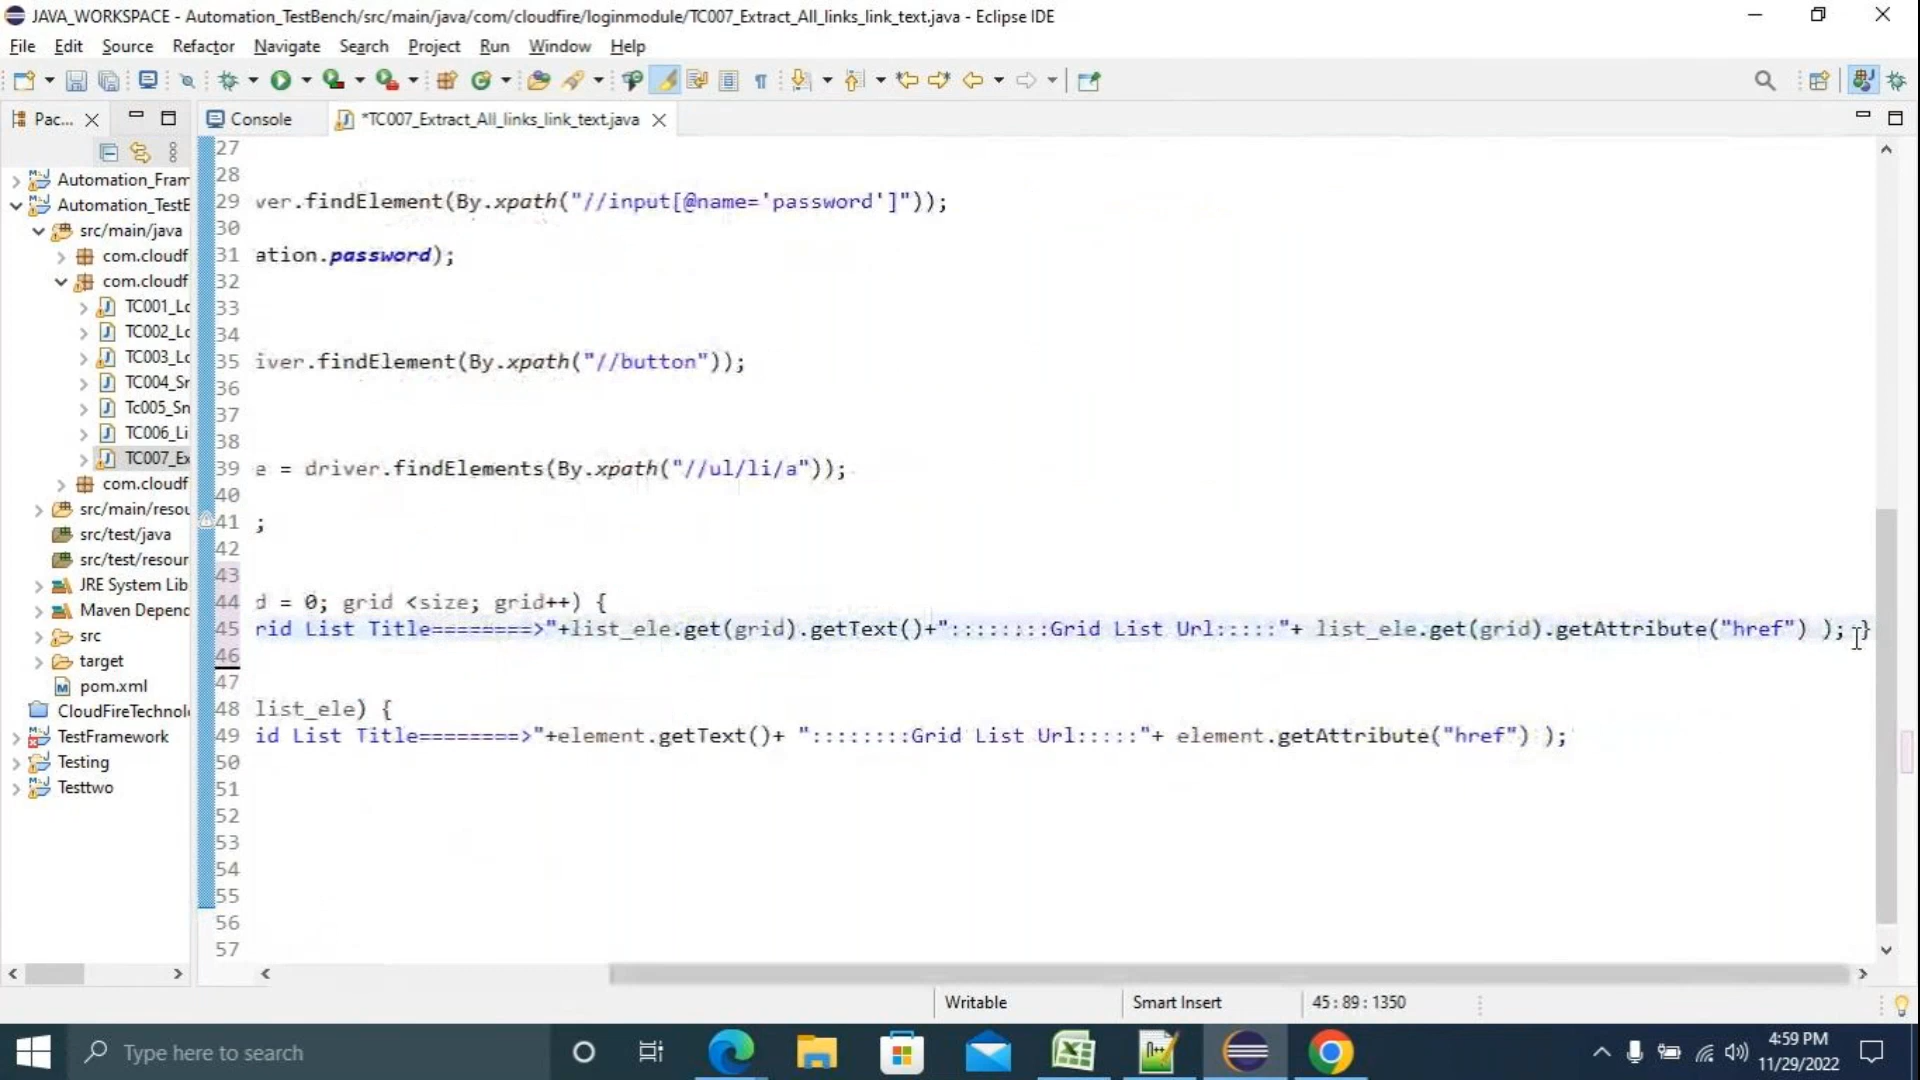 JAVA_WORKSPACE - Automation_TestBench/src/main/java/com/cloudfire/loginmodule/TC007_Extract_All_links_link_text.java - Eclipse IDE
File Edit Source Refactor Navigate Search Project Run Window Help
Pac... Console *TC007_Extract_All_links_link_text.java
Automation_Fram
Automation_TestB
src/main/java
com.cloudf
com.cloudf
TC001_Lo
TC002_Lo
TC003_Lo
TC004_Sr
Tc005_Sn
TC006_Li
TC007_Ex
com.cloudf
src/main/resou
src/test/java
src/test/resour
JRE System Lib
Maven Depend
src
target
pom.xml
CloudFireTechnol
TestFramework
Testing
Testtwo
27
28
29 ver.findElement(By.xpath("//input[@name='password']"));
30
31 ation.password);
32
33
34
35 iver.findElement(By.xpath("//button"));
36
37
38
39 e = driver.findElements(By.xpath("//ul/li/a"));
40
41 ;
42
43
44 d = 0; grid <size; grid++) {
45 rid List Title========>"+list_ele.get(grid).getText()+"::::::::Grid List Url:::::"+ list_ele.get(grid).getAttribute("href") ); }
46
47
48 list_ele) {
49 id List Title========>"+element.getText()+ "::::::::Grid List Url:::::"+ element.getAttribute("href") );
50
51
52
53
54
55
56
57
Writable Smart Insert 45 : 89 : 1350
Type here to search
4:59 PM
11/29/2022